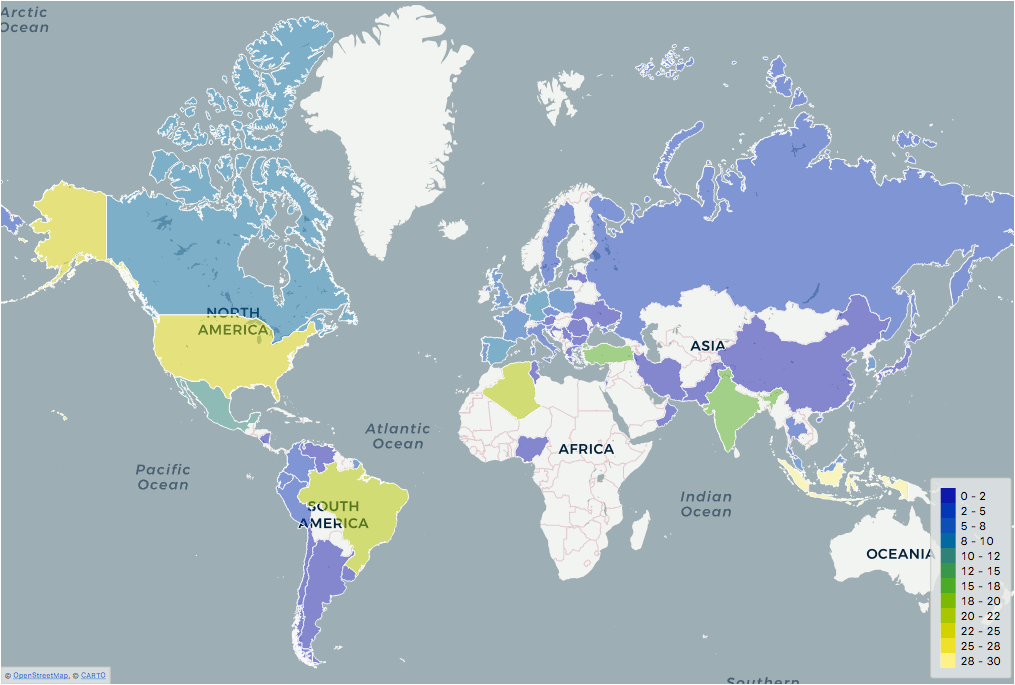 Arctic
Ocean
NORTH
AMERICA
ASIA
Atlantic
Ocean
AFRICA
Pacific
Ocean
Indian
Ocean
SOUTH
AMERICA
OCEANIA
0 - 2
2 - 5
5 - 8
8 - 10
10 - 12
12 - 15
15 - 18
18 - 20
20 - 22
22 - 25
25 - 28
28 - 30
© OpenStreetMap, © CARTO
Southern